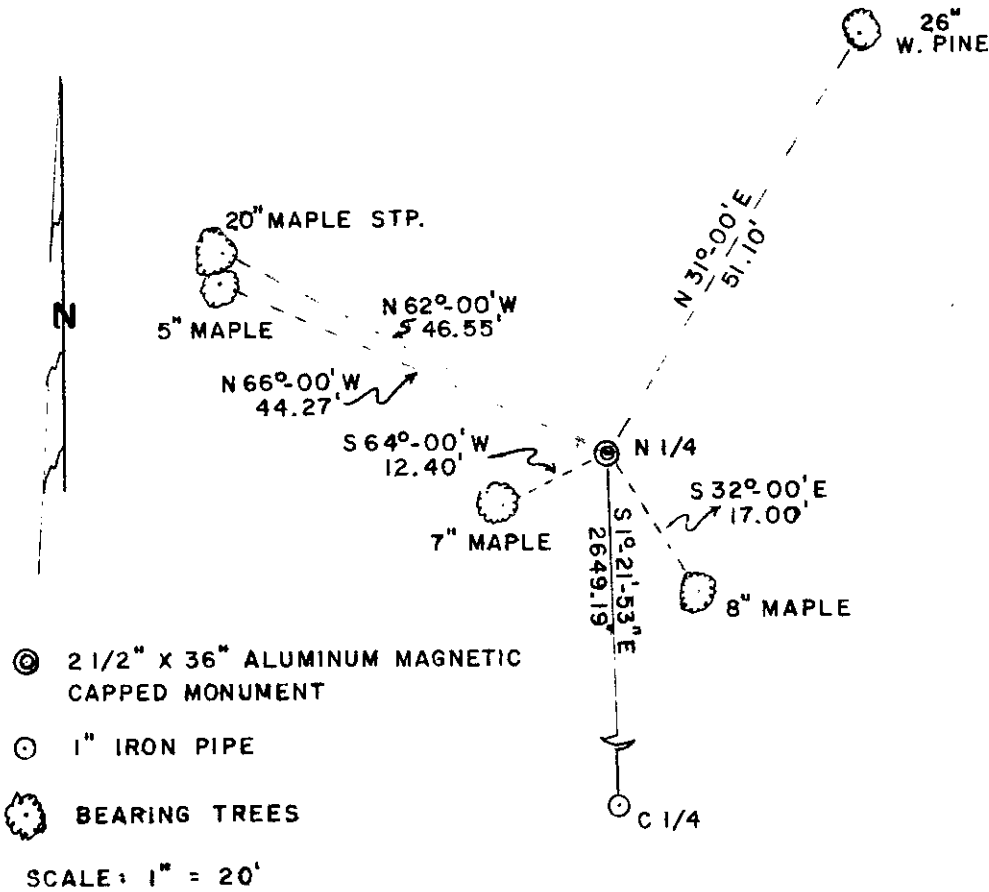 26"
W. PINE
N 31°-00' E
51.10'
20" MAPLE STP.
N
5" MAPLE
N 62°-00' W
46.55'
N 66°-00' W
44.27'
S 64°-00' W
12.40'
N 1/4
S 32°-00' E
17.00'
7" MAPLE
S 1°-21'-53" E
2649.19'
8" MAPLE
2 1/2" X 36" ALUMINUM MAGNETIC
CAPPED MONUMENT
1" IRON PIPE
BEARING TREES
C 1/4
SCALE: 1" = 20'